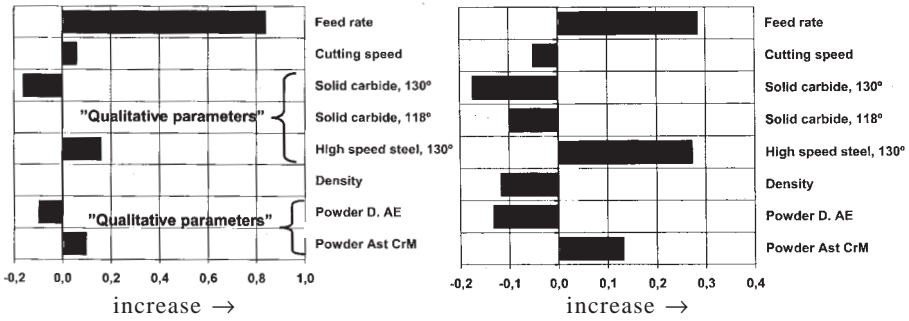 Feed rate
Cutting speed
Solid carbide, 130º
"Qualitative parameters"
Solid carbide, 118º
High speed steel, 130º
Density
"Qualitative parameters"
Powder D. AE
Powder Ast CrM
-0,2 0,0 0,2 0,4 0,6 0,8 1,0
increase →
Feed rate
Cutting speed
Solid carbide, 130º
Solid carbide, 118º
High speed steel, 130º
Density
Powder D. AE
Powder Ast CrM
-0,2 -0,1 0,0 0,1 0,2 0,3 0,4
increase →